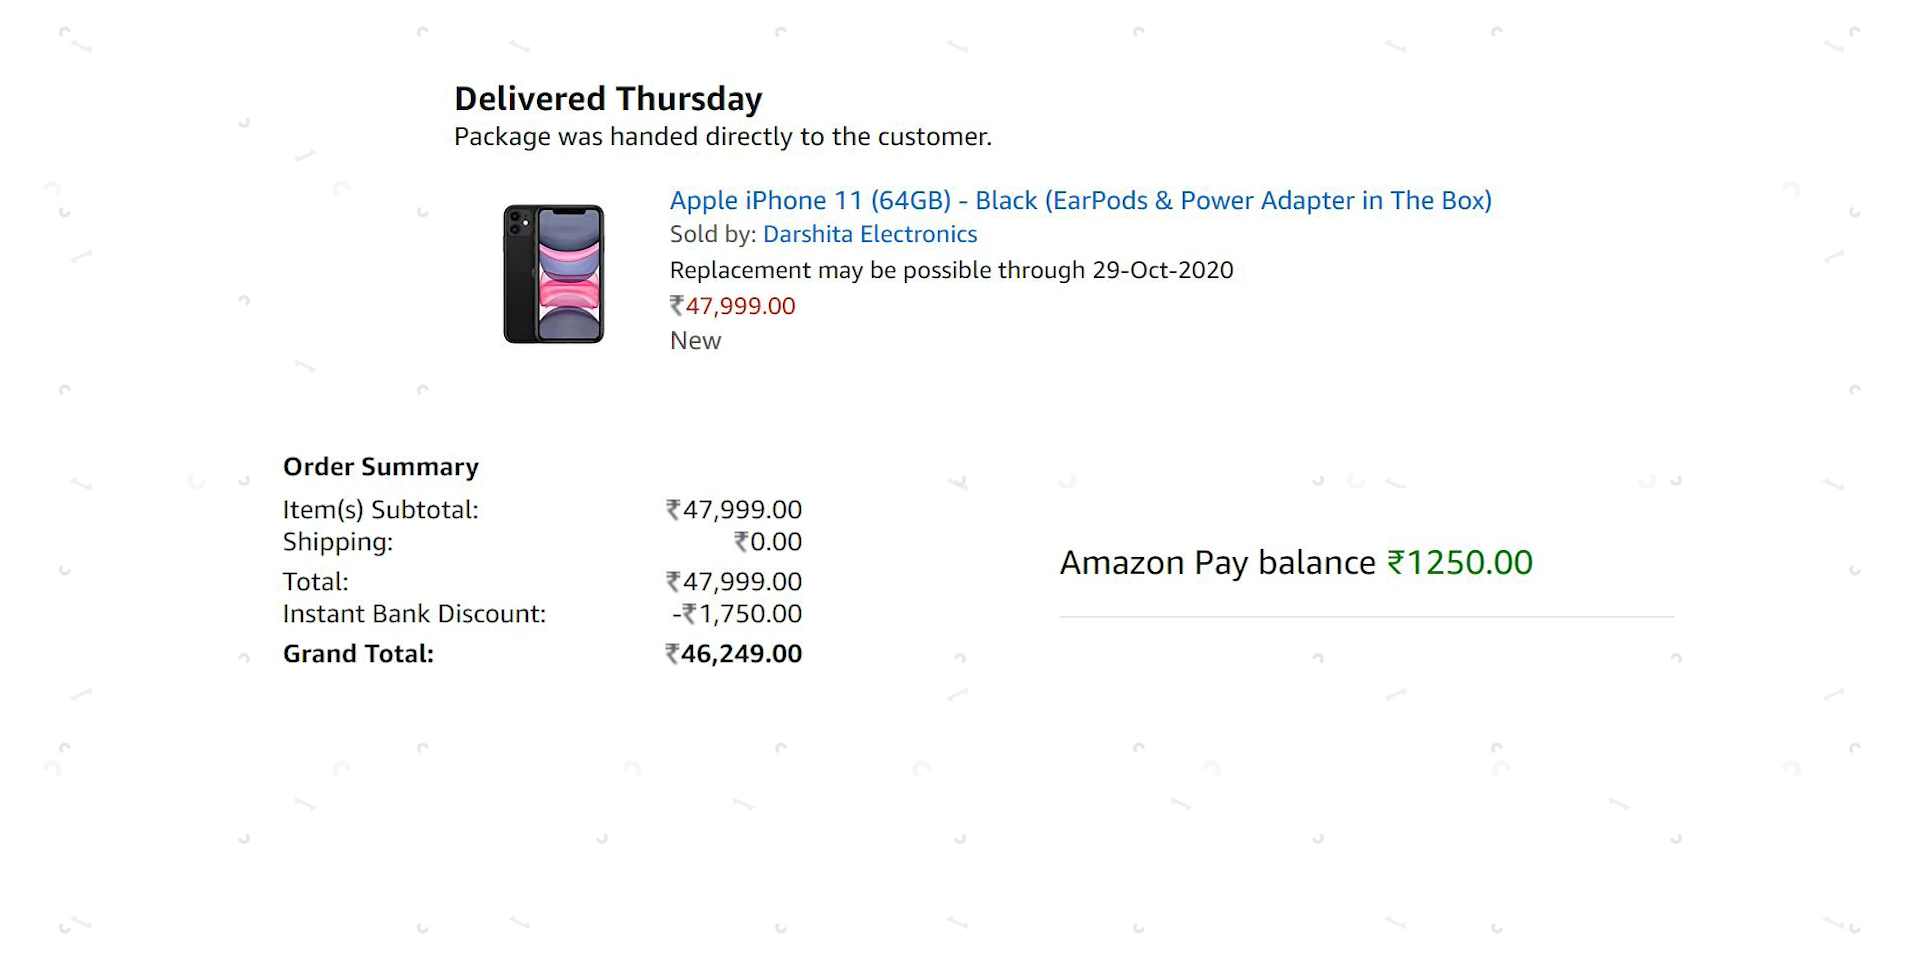 Delivered Thursday
Package was handed directly to the customer.
Apple iPhone 11 (64GB) - Black (EarPods & Power Adapter in The Box)
Sold by: Darshita Electronics
Replacement may be possible through 29-Oct-2020
₹47,999.00
New
Order Summary
Item(s) Subtotal: ₹47,999.00
Shipping: ₹0.00
Total: ₹47,999.00
Instant Bank Discount: -₹1,750.00
Grand Total: ₹46,249.00
Amazon Pay balance ₹1250.00